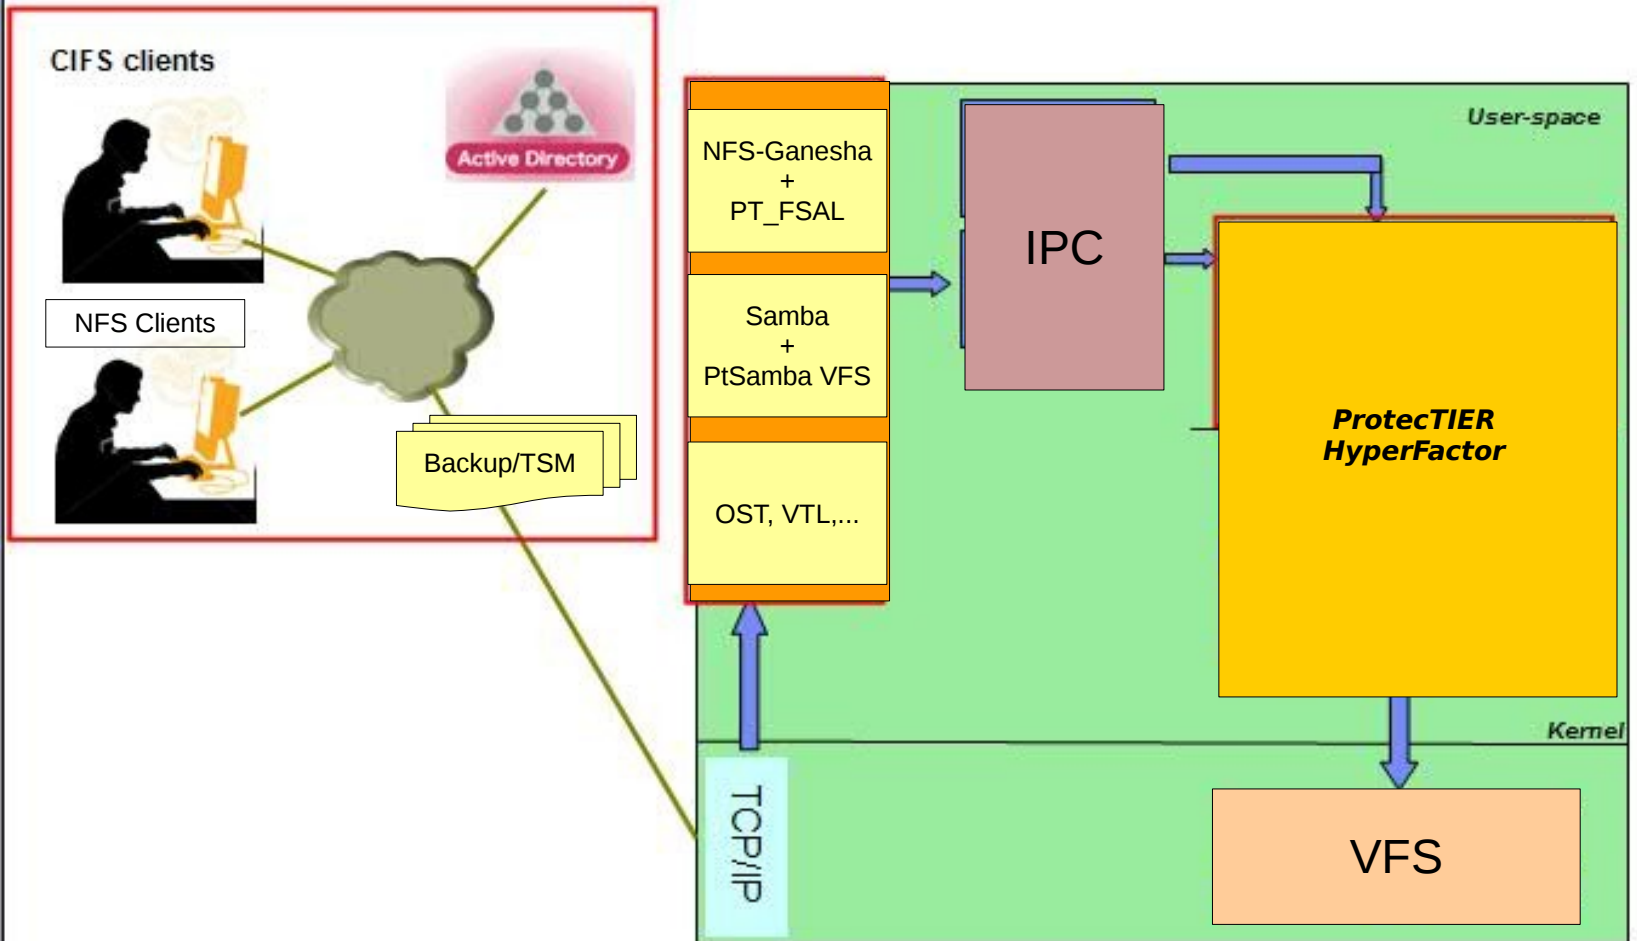 CIFS clients
Active Directory
NFS Clients
Backup/TSM
NFS-Ganesha
+
PT_FSAL
Samba
+
PtSamba VFS
OST, VTL,...
IPC
User-space
ProtecTIER
HyperFactor
Kernel
TCP/IP
VFS